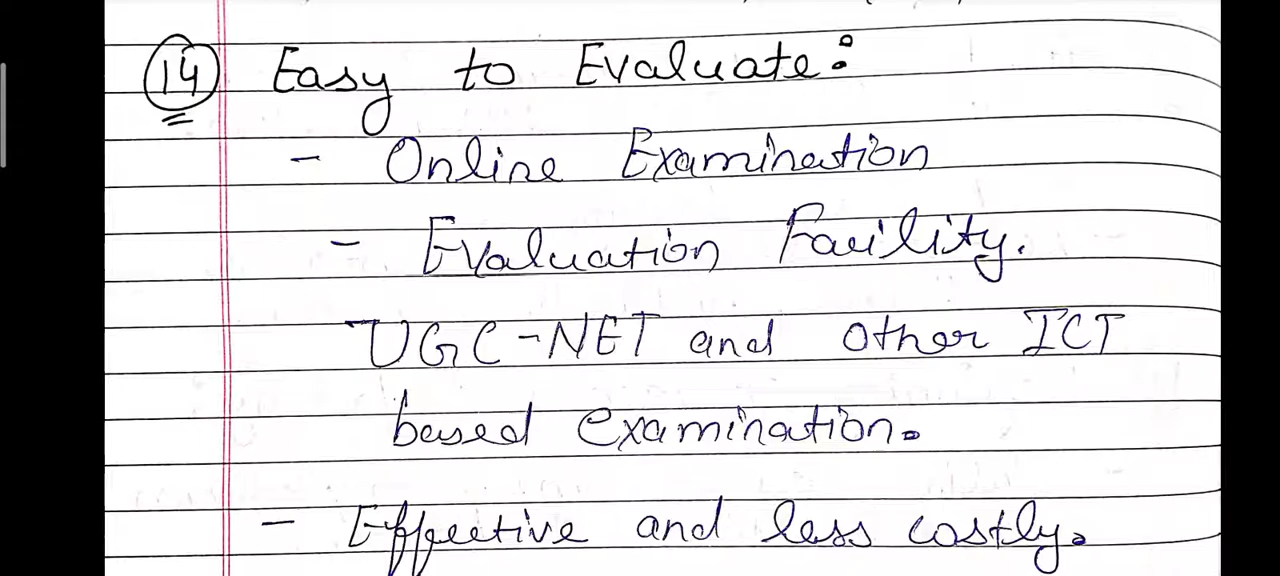 14 Easy to Evaluate:
- Online Examination
- Evaluation Facility.
UGC-NET and other ICT
based examination.
- Effective and less costly.